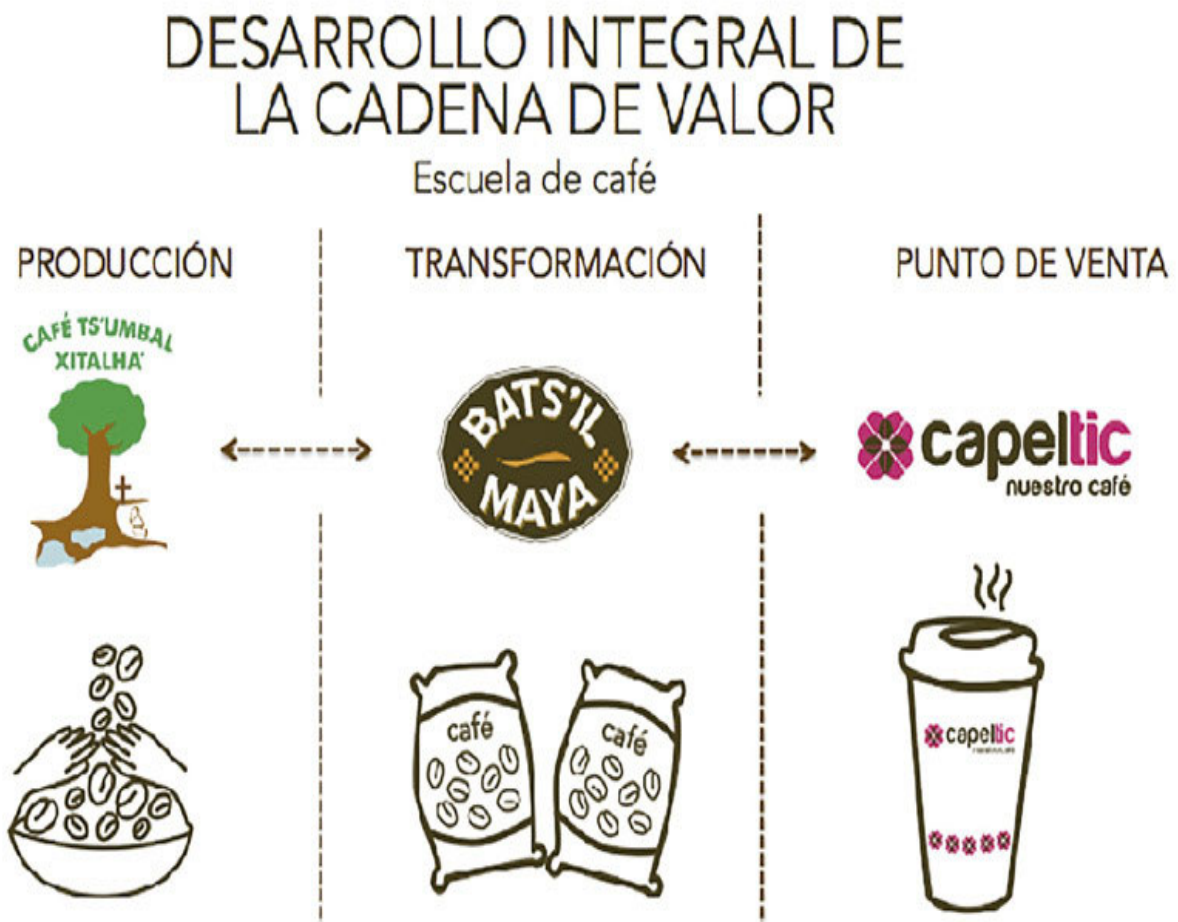 DESARROLLO INTEGRAL DE
LA CADENA DE VALOR
Escuela de café
PRODUCCIÓN
TRANSFORMACIÓN
PUNTO DE VENTA
CAFÉ TS'UMBAL
XITALHA'
BATS'IL
MAYA
capeltic
nuestro café
café
café
capeltic